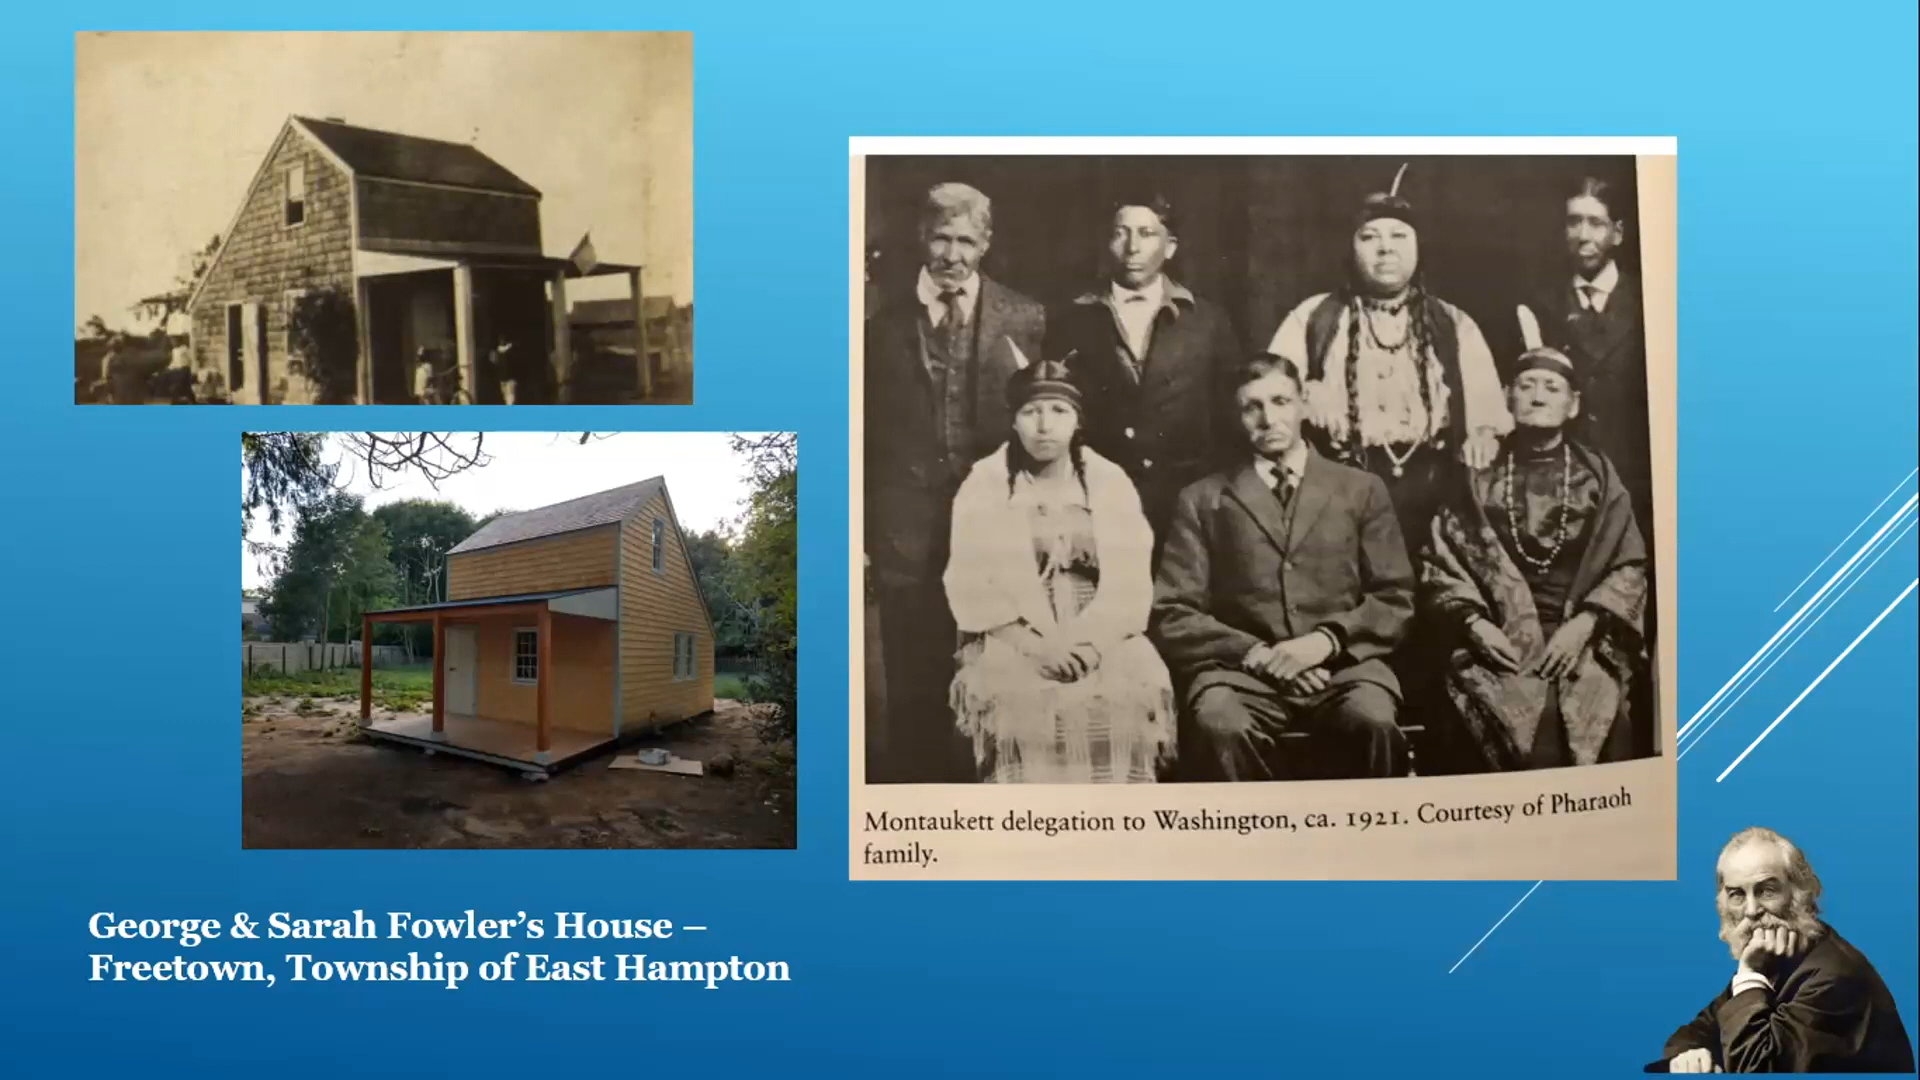 Montaukett delegation to Washington, ca. 1921. Courtesy of Pharaoh
family.
George & Sarah Fowler’s House –
Freetown, Township of East Hampton